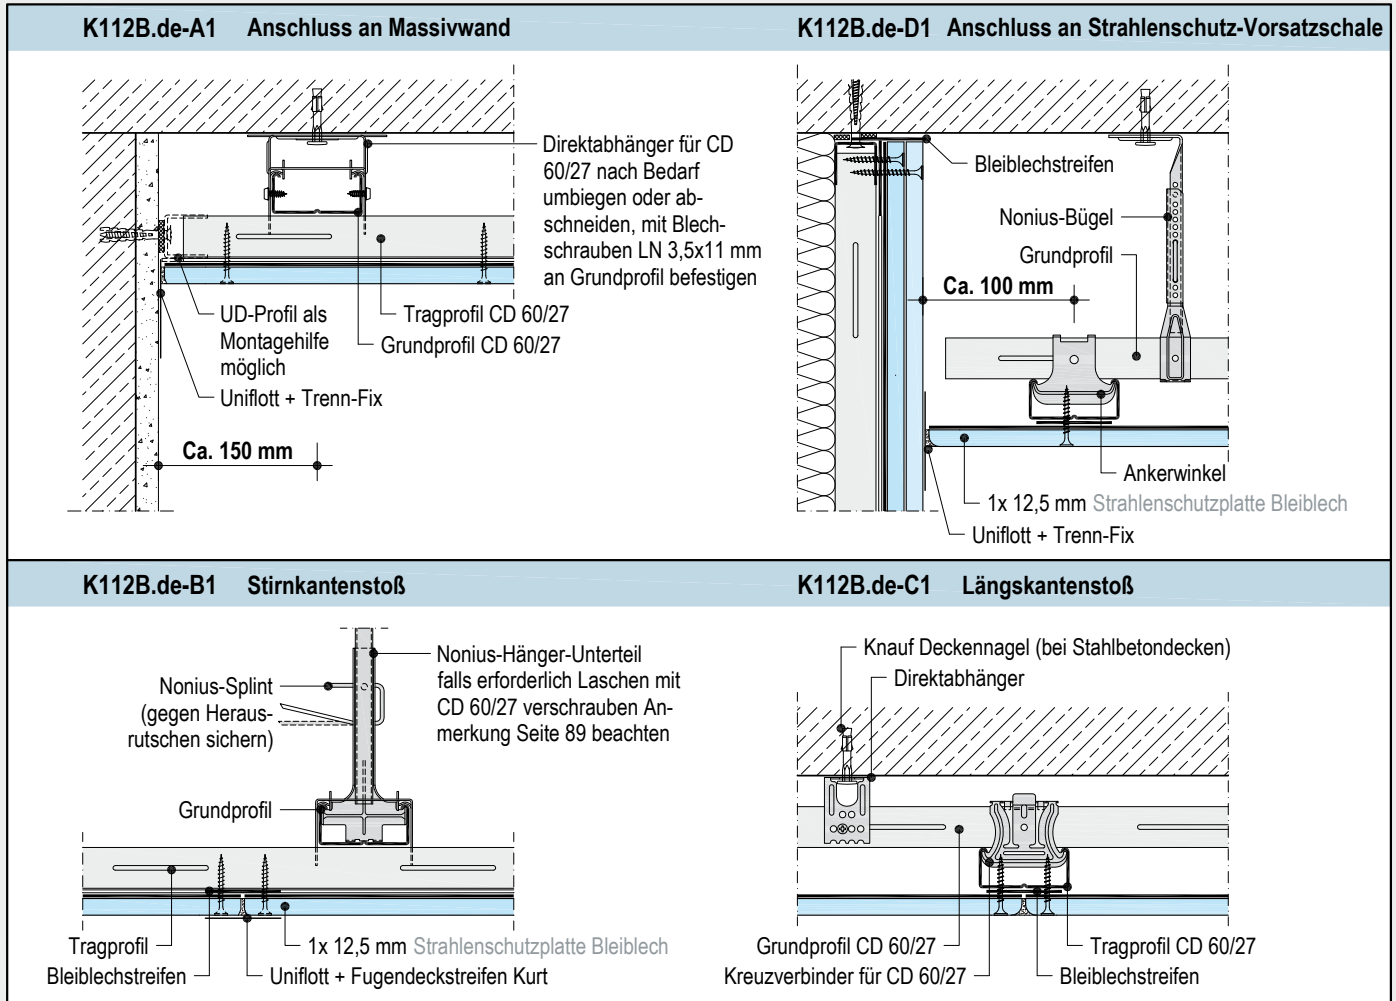 K112B.de-A1 Anschluss an Massivwand
Direktabhänger für CD
60/27 nach Bedarf
umbiegen oder ab-
schneiden, mit Blech-
schrauben LN 3,5x11 mm
an Grundprofil befestigen
UD-Profil als
Montagehilfe
möglich
Tragprofil CD 60/27
Grundprofil CD 60/27
Uniflott + Trenn-Fix
Ca. 150 mm
K112B.de-D1 Anschluss an Strahlenschutz-Vorsatzschale
Bleiblechstreifen
Nonius-Bügel
Grundprofil
Ca. 100 mm
Ankerwinkel
1x 12,5 mm Strahlenschutzplatte Bleiblech
Uniflott + Trenn-Fix
K112B.de-B1 Stirnkantenstoß
Nonius-Splint
(gegen Heraus-
rutschen sichern)
Nonius-Hänger-Unterteil
falls erforderlich Laschen mit
CD 60/27 verschrauben An-
merkung Seite 89 beachten
Grundprofil
Tragprofil
1x 12,5 mm Strahlenschutzplatte Bleiblech
Bleiblechstreifen
Uniflott + Fugendeckstreifen Kurt
K112B.de-C1 Längskantenstoß
Knauf Deckennagel (bei Stahlbetondecken)
Direktabhänger
Grundprofil CD 60/27
Tragprofil CD 60/27
Kreuzverbinder für CD 60/27
Bleiblechstreifen